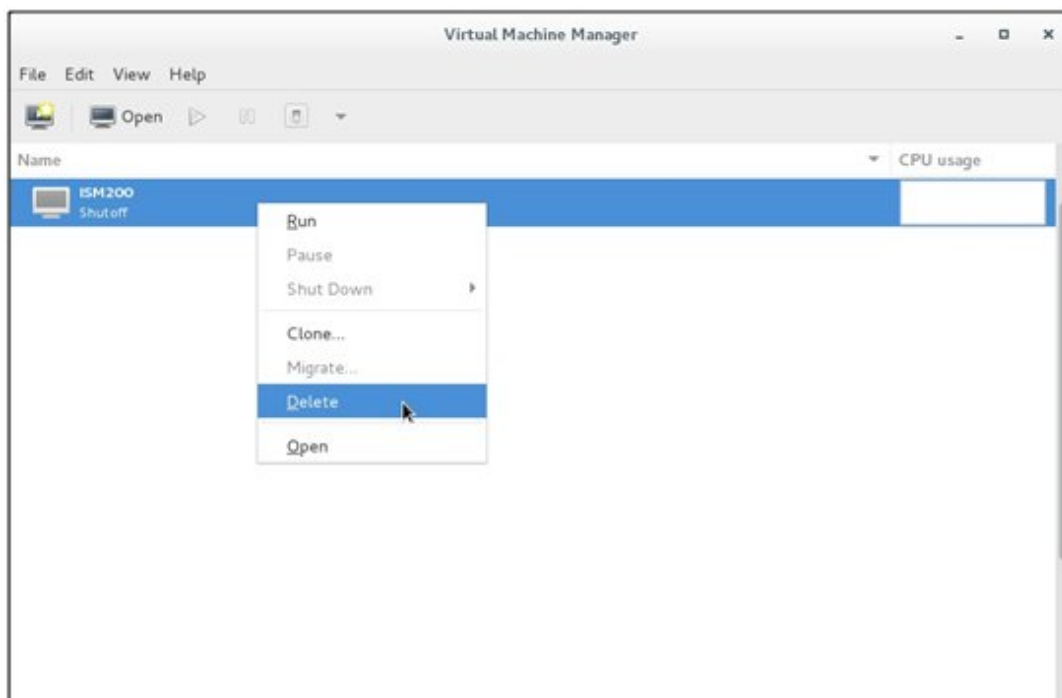 Virtual Machine Manager
File Edit View Help
Open
Name CPU usage
ISM200
Shutoff
Run
Pause
Shut Down
Clone...
Migrate...
Delete
Open